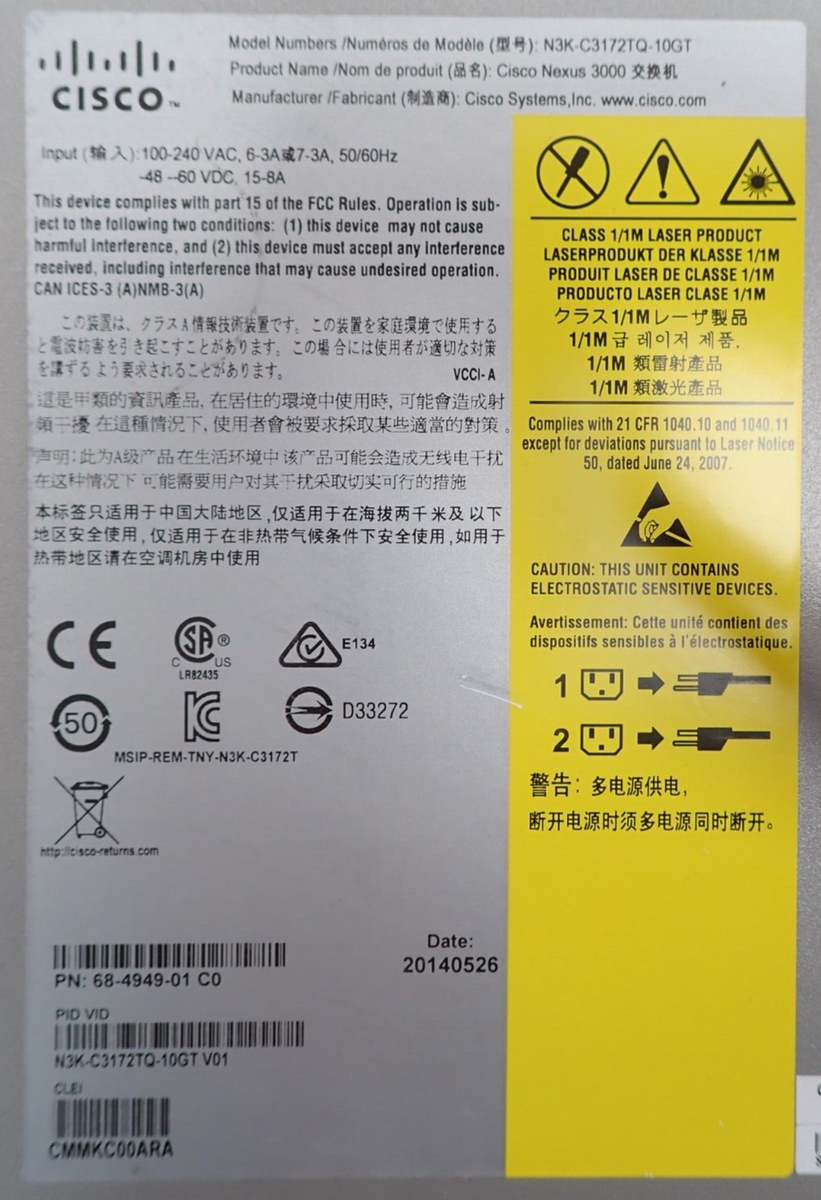 CISCO™
Model Numbers /Numéros de Modèle (型号): N3K-C3172TQ-10GT
Product Name /Nom de produit (品名): Cisco Nexus 3000 交换机
Manufacturer /Fabricant (制造商): Cisco Systems,Inc. www.cisco.com
Input (输入):100-240 VAC, 6-3A或7-3A, 50/60Hz
-48 --60 VDC, 15-8A
This device complies with part 15 of the FCC Rules. Operation is sub-
ject to the following two conditions: (1) this device may not cause
harmful interference, and (2) this device must accept any interference
received, including interference that may cause undesired operation.
CAN ICES-3 (A)NMB-3(A)
この装置は、クラスA情報技術装置です。この装置を家庭環境で使用する
と電波妨害を引き起こすことがあります。この場合には使用者が適切な対策
を講ずるよう要求されることがあります。
VCCI-A
這是甲類的資訊產品, 在居住的環境中使用時, 可能會造成射
頻干擾 在這種情況下, 使用者會被要求採取某些適當的對策。
声明: 此为A级产品 在生活环境中 该产品可能会造成无线电干扰
在这种情况下 可能需要用户对其干扰采取切实可行的措施
本标签只适用于中国大陆地区,仅适用于在海拔两千米及以下
地区安全使用,仅适用于在非热带气候条件下安全使用,如用于
热带地区请在空调机房中使用
CE
SA®
C US
LR82435
E134
50
KC
D33272
MSIP-REM-TNY-N3K-C3172T
http://cisco-returns.com
PN: 68-4949-01 C0
Date:
20140526
PID VID
N3K-C3172TQ-10GT V01
CLEI
CMMKC00ARA
CLASS 1/1M LASER PRODUCT
LASERPRODUKT DER KLASSE 1/1M
PRODUIT LASER DE CLASSE 1/1M
PRODUCTO LASER CLASE 1/1M
クラス1/1Mレーザ製品
1/1M급 레이저 제품.
1/1M 類雷射產品
1/1M 類激光產品
Complies with 21 CFR 1040.10 and 1040.11
except for deviations pursuant to Laser Notice
50, dated June 24, 2007.
CAUTION: THIS UNIT CONTAINS
ELECTROSTATIC SENSITIVE DEVICES.
Avertissement: Cette unité contient des
dispositifs sensibles à l'électrostatique.
1
2
警告: 多电源供电,
断开电源时须多电源同时断开。